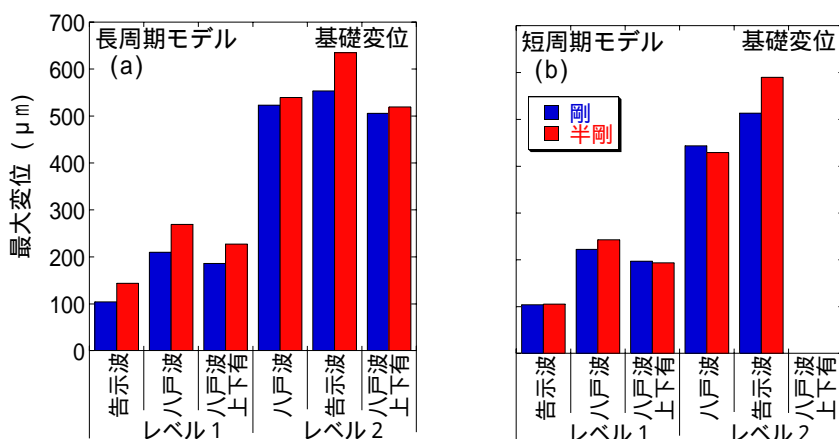 700
600
500
400
300
200
100
0
最大変位 (μm)
長周期モデル 基礎変位
(a)
告示波
八戸波
八戸波
上下有
八戸波
告示波
八戸波
上下有
レベル1
レベル2
短周期モデル 基礎変位
(b)
剛
半剛
告示波
八戸波
八戸波
上下有
八戸波
告示波
八戸波
上下有
レベル1
レベル2